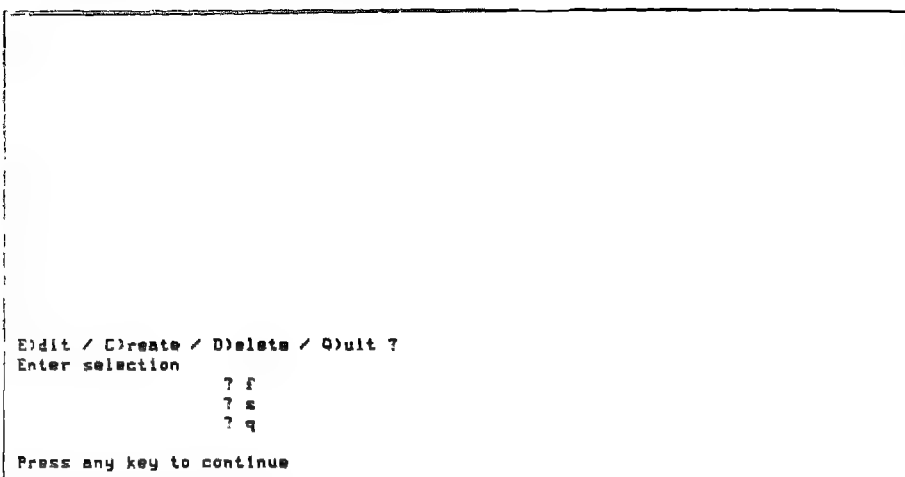 E)dit / C)reate / D)elete / Q)uit ?
Enter selection
? f
? s
? q
Press any key to continue